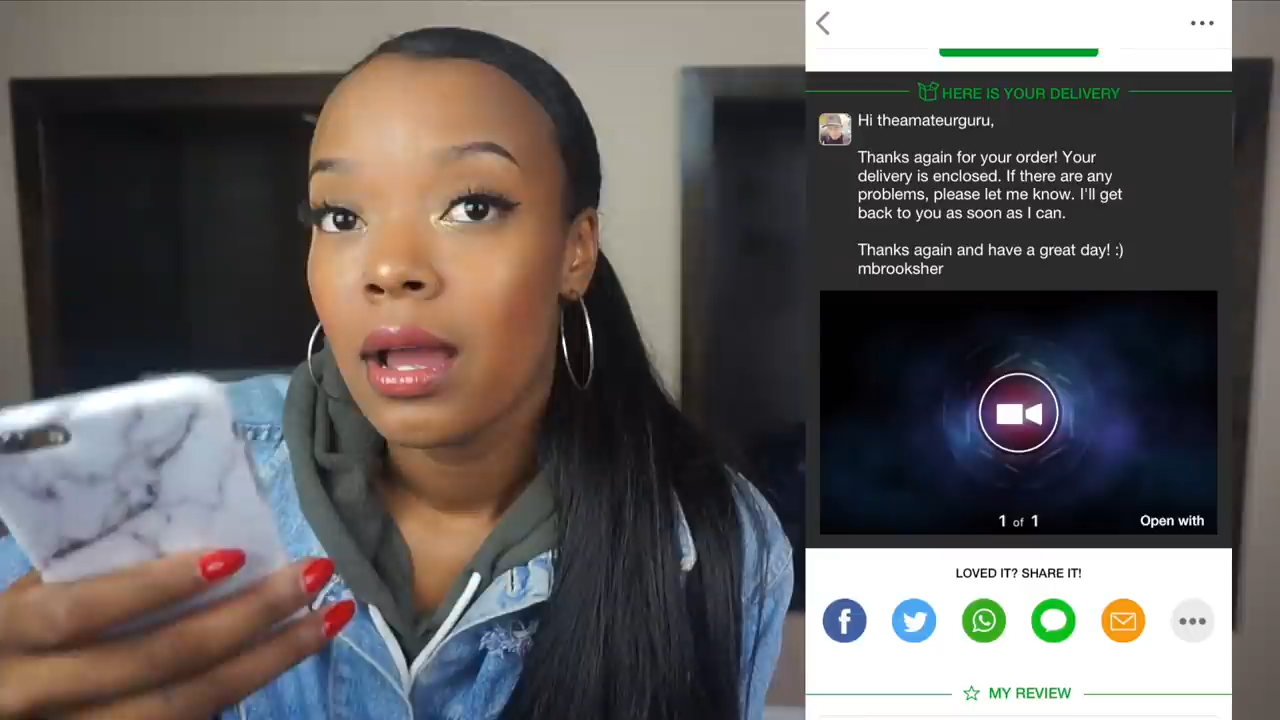 HERE IS YOUR DELIVERY
Hi theamateurguru,
Thanks again for your order! Your
delivery is enclosed. If there are any
problems, please let me know. I'll get
back to you as soon as I can.
Thanks again and have a great day! :)
mbrooksher
1 of 1
Open with
LOVED IT? SHARE IT!
MY REVIEW